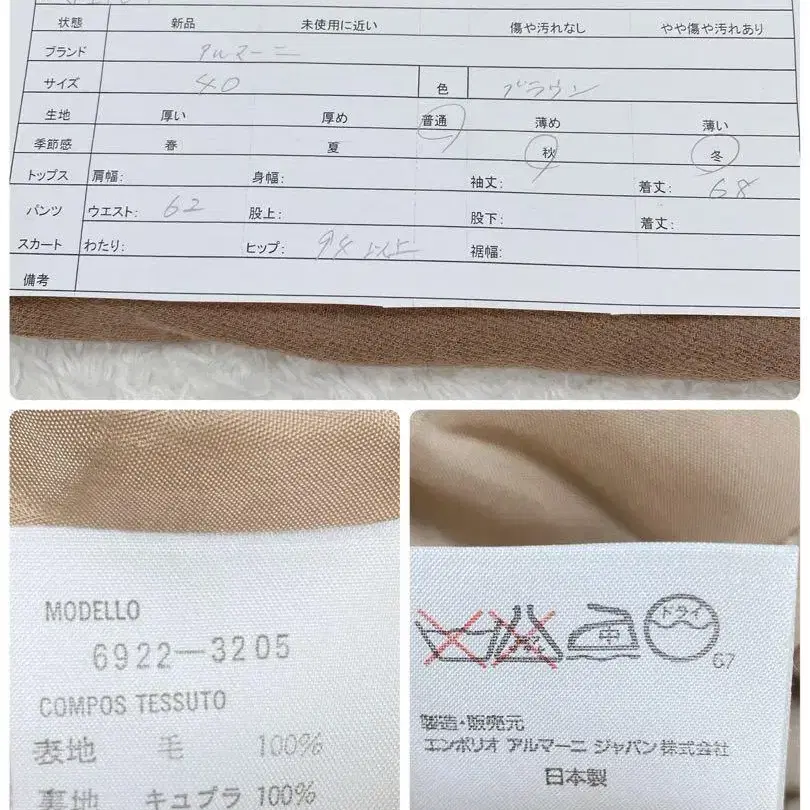 状態 新品 未使用に近い 傷や汚れなし やや傷や汚れあり
ブランド アルマーニ
サイズ 40 色 ブラウン
生地 厚い 厚め 普通 薄め 薄い
季節感 春 夏 秋 冬
トップス 肩幅: 身幅: 袖丈: 着丈: 68
パンツ ウエスト: 62 股上: 股下: 着丈:
スカート わたり: ヒップ: 94以上 裾幅:
備考
MODELLO
6922-3205
COMPOS TESSUTO
表地 毛 100%
裏地 キュプラ 100%
中 ドライ
67
製造・販売元
エンポリオ アルマーニ ジャパン株式会社
日本製